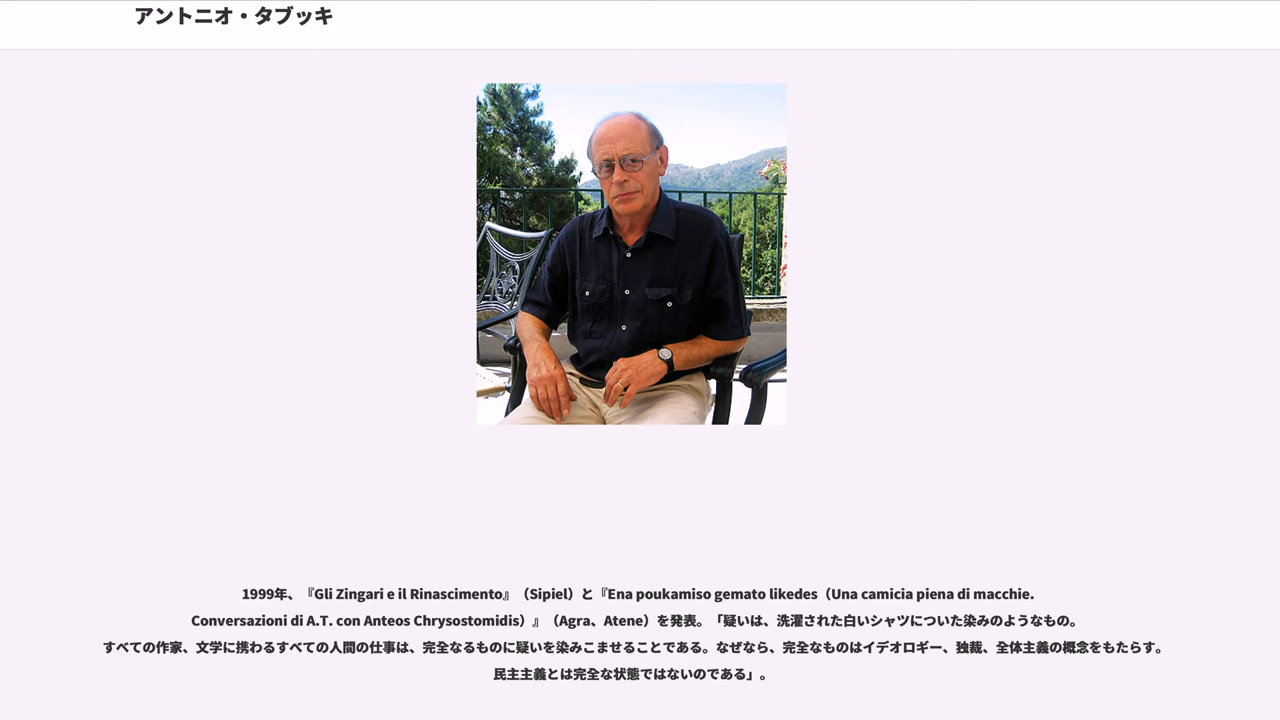 アントニオ・タブッキ
1999年、『Gli Zingari e il Rinascimento』（Sipiel）と『Ena poukamiso gemato likedes（Una camicia piena di macchie.
Conversazioni di A.T. con Anteos Chrysostomidis）』（Agra、Atene）を発表。「疑いは、洗濯された白いシャツについた染みのようなもの。
すべての作家、文学に携わるすべての人間の仕事は、完全なるものに疑いを染みこませることである。なぜなら、完全なものはイデオロギー、独裁、全体主義の概念をもたらす。
民主主義とは完全な状態ではないのである」。